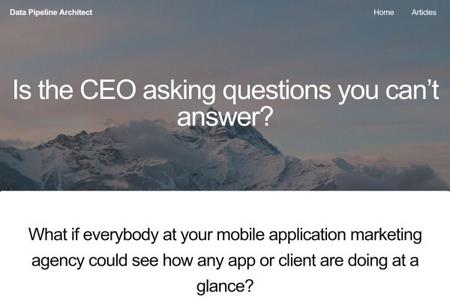 Data Pipeline Architect
Home
Articles
Is the CEO asking questions you can’t
answer?
What if everybody at your mobile application marketing
agency could see how any app or client are doing at a
glance?